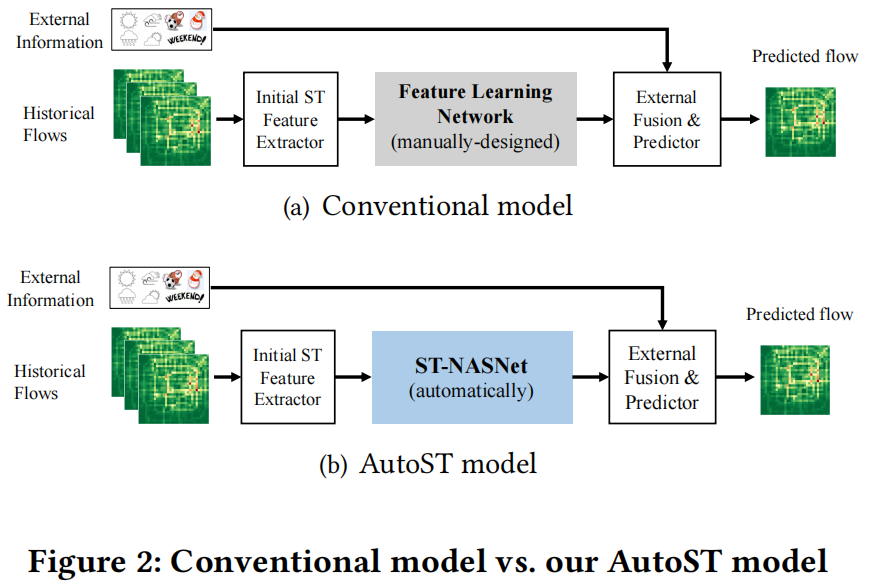 External
Information
WEEKEND!
Predicted flow
Historical
Flows
Initial ST
Feature
Extractor
Feature Learning
Network
(manually-designed)
External
Fusion &
Predictor
(a) Conventional model
External
Information
WEEKEND!
Predicted flow
Historical
Flows
Initial ST
Feature
Extractor
ST-NASNet
(automatically)
External
Fusion &
Predictor
(b) AutoST model
Figure 2: Conventional model vs. our AutoST model